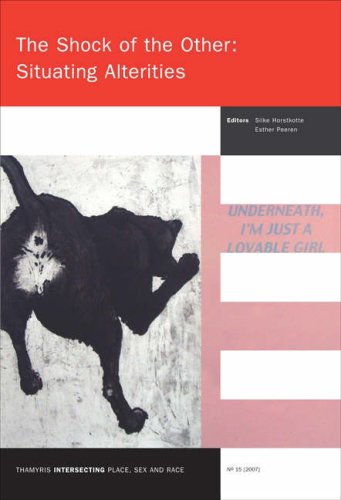 The Shock of the Other:
Situating Alterities
Editors Silke Horstkotte
Esther Peeren
UNDERNEATH,
I'M JUST A
LOVABLE GIRL
THAMYRIS INTERSECTING PLACE, SEX AND RACE
Nº 15 (2007)